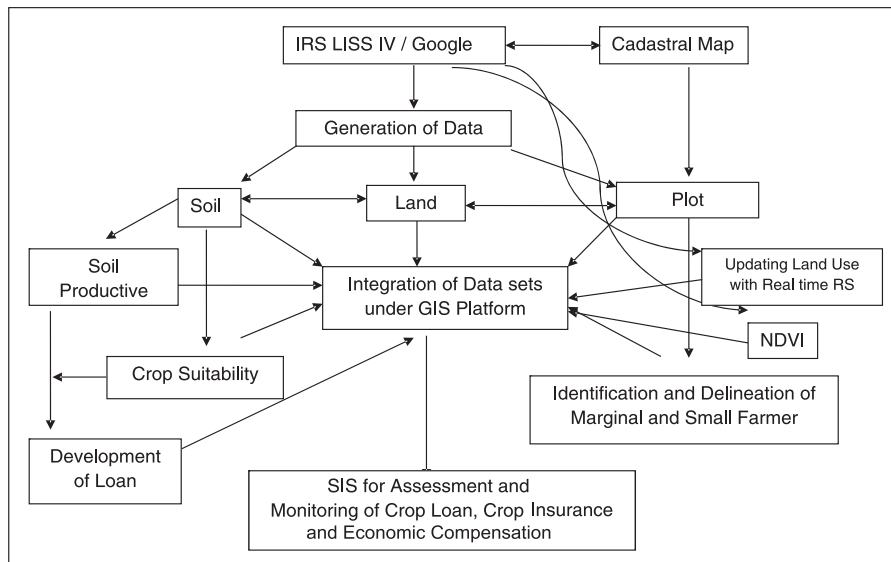 IRS LISS IV / Google
Cadastral Map
Generation of Data
Soil
Land
Plot
Soil
Productive
Integration of Data sets
under GIS Platform
Updating Land Use
with Real time RS
NDVI
Crop Suitability
Identification and Delineation of
Marginal and Small Farmer
Development
of Loan
SIS for Assessment and
Monitoring of Crop Loan, Crop Insurance
and Economic Compensation